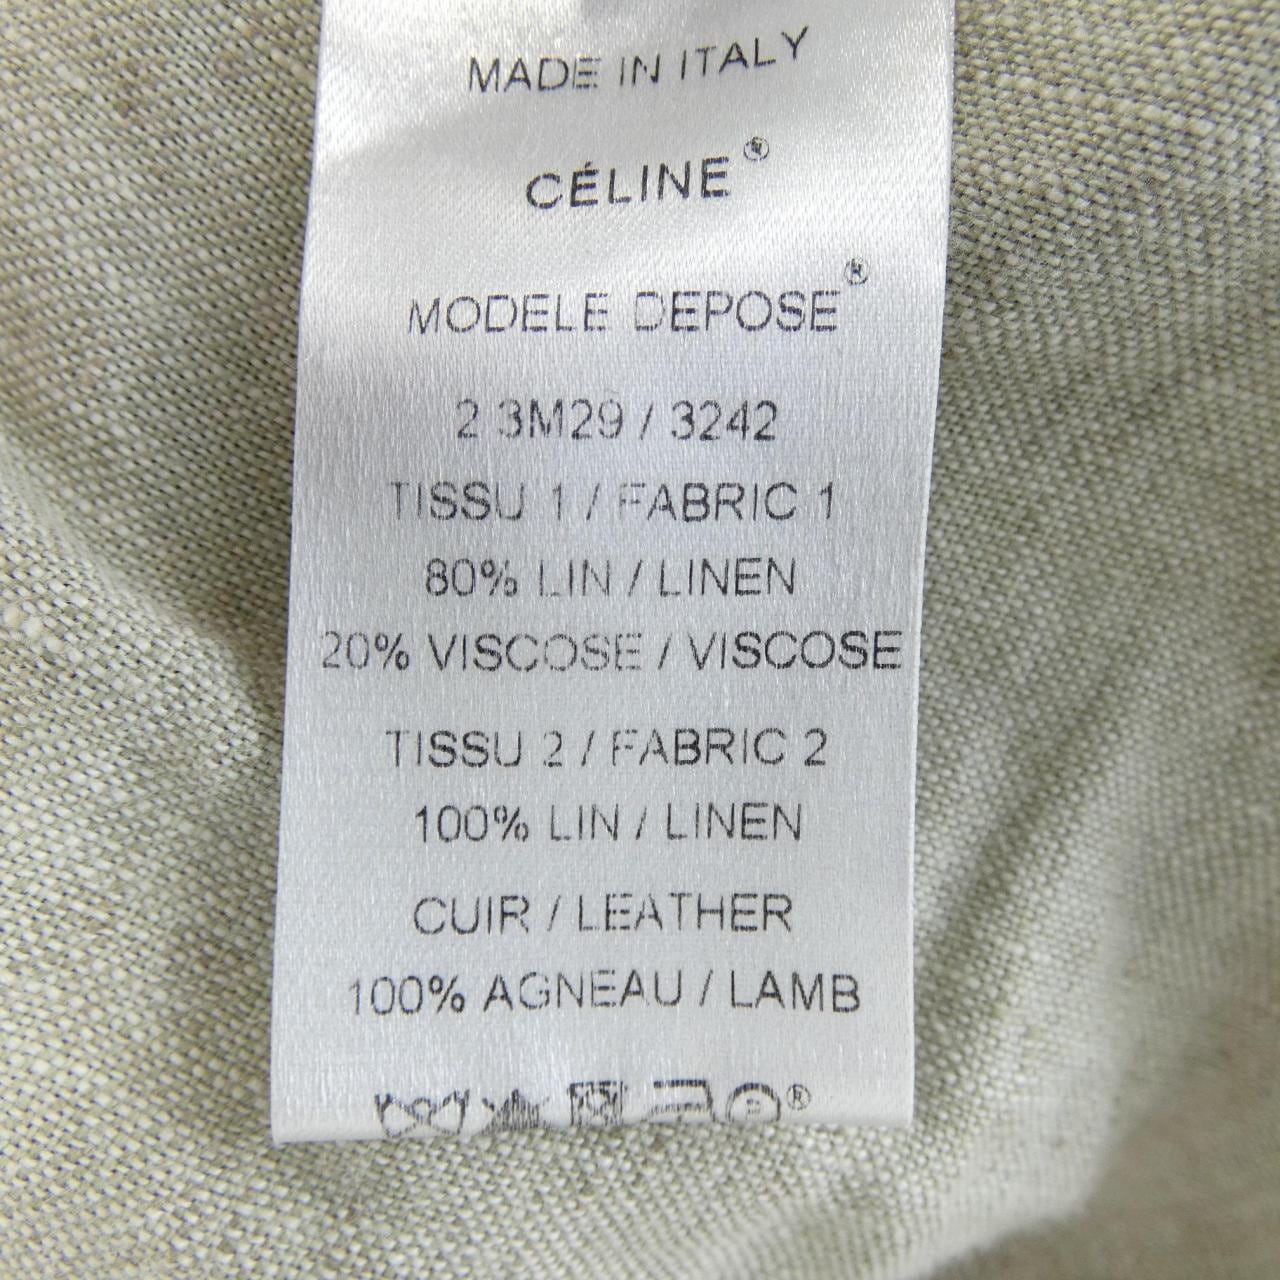 MADE IN ITALY
CÉLINE®
MODELE DEPOSE®
2 3M29 / 3242
TISSU 1 / FABRIC 1
80% LIN / LINEN
20% VISCOSE / VISCOSE
TISSU 2 / FABRIC 2
100% LIN / LINEN
CUIR / LEATHER
100% AGNEAU / LAMB
®